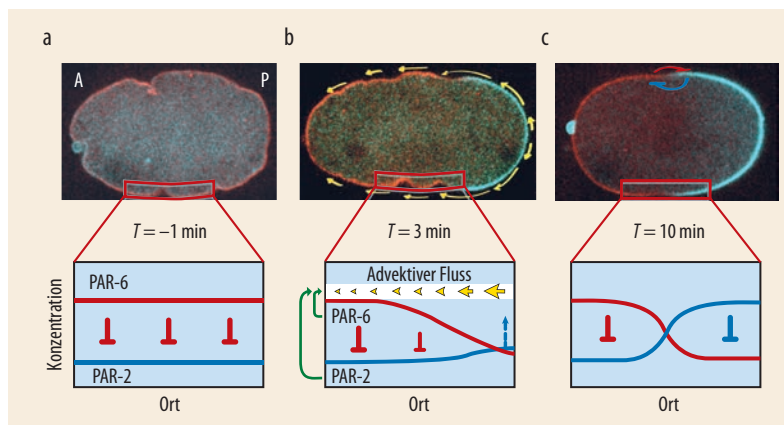 a
b
c
A
P
T = −1 min
T = 3 min
T = 10 min
Konzentration
PAR-6
PAR-2
Ort
Advektiver Fluss
PAR-6
PAR-2
Ort
Ort